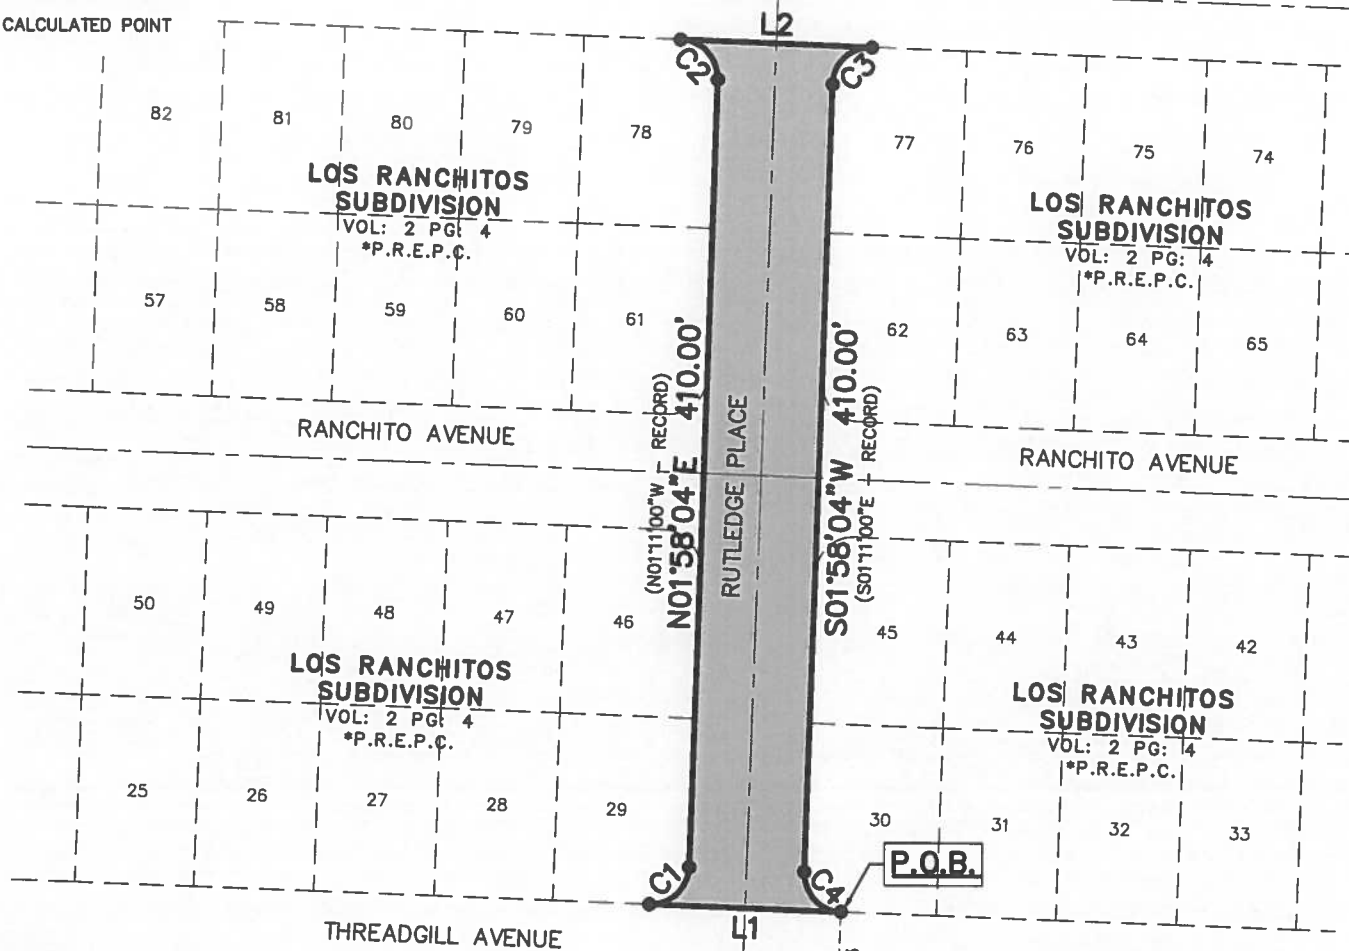 CALCULATED POINT
L2
C2
C3
82
81
80
79
78
77
76
75
74
LOS RANCHITOS
SUBDIVISION
VOL: 2 PG: 4
*P.R.E.P.C.
LOS RANCHITOS
SUBDIVISION
VOL: 2 PG: 4
*P.R.E.P.C.
57
58
59
60
61
62
63
64
65
RANCHITO AVENUE
RANCHITO AVENUE
N01°58'04"E 410.00'
(N01°11'00"W - RECORD)
RUTLEDGE PLACE
S01°58'04"W 410.00'
(S01°11'00"E - RECORD)
50
49
48
47
46
45
44
43
42
LOS RANCHITOS
SUBDIVISION
VOL: 2 PG: 4
*P.R.E.P.C.
LOS RANCHITOS
SUBDIVISION
VOL: 2 PG: 4
*P.R.E.P.C.
25
26
27
28
29
30
31
32
33
P.O.B.
C1
C4
L1
THREADGILL AVENUE